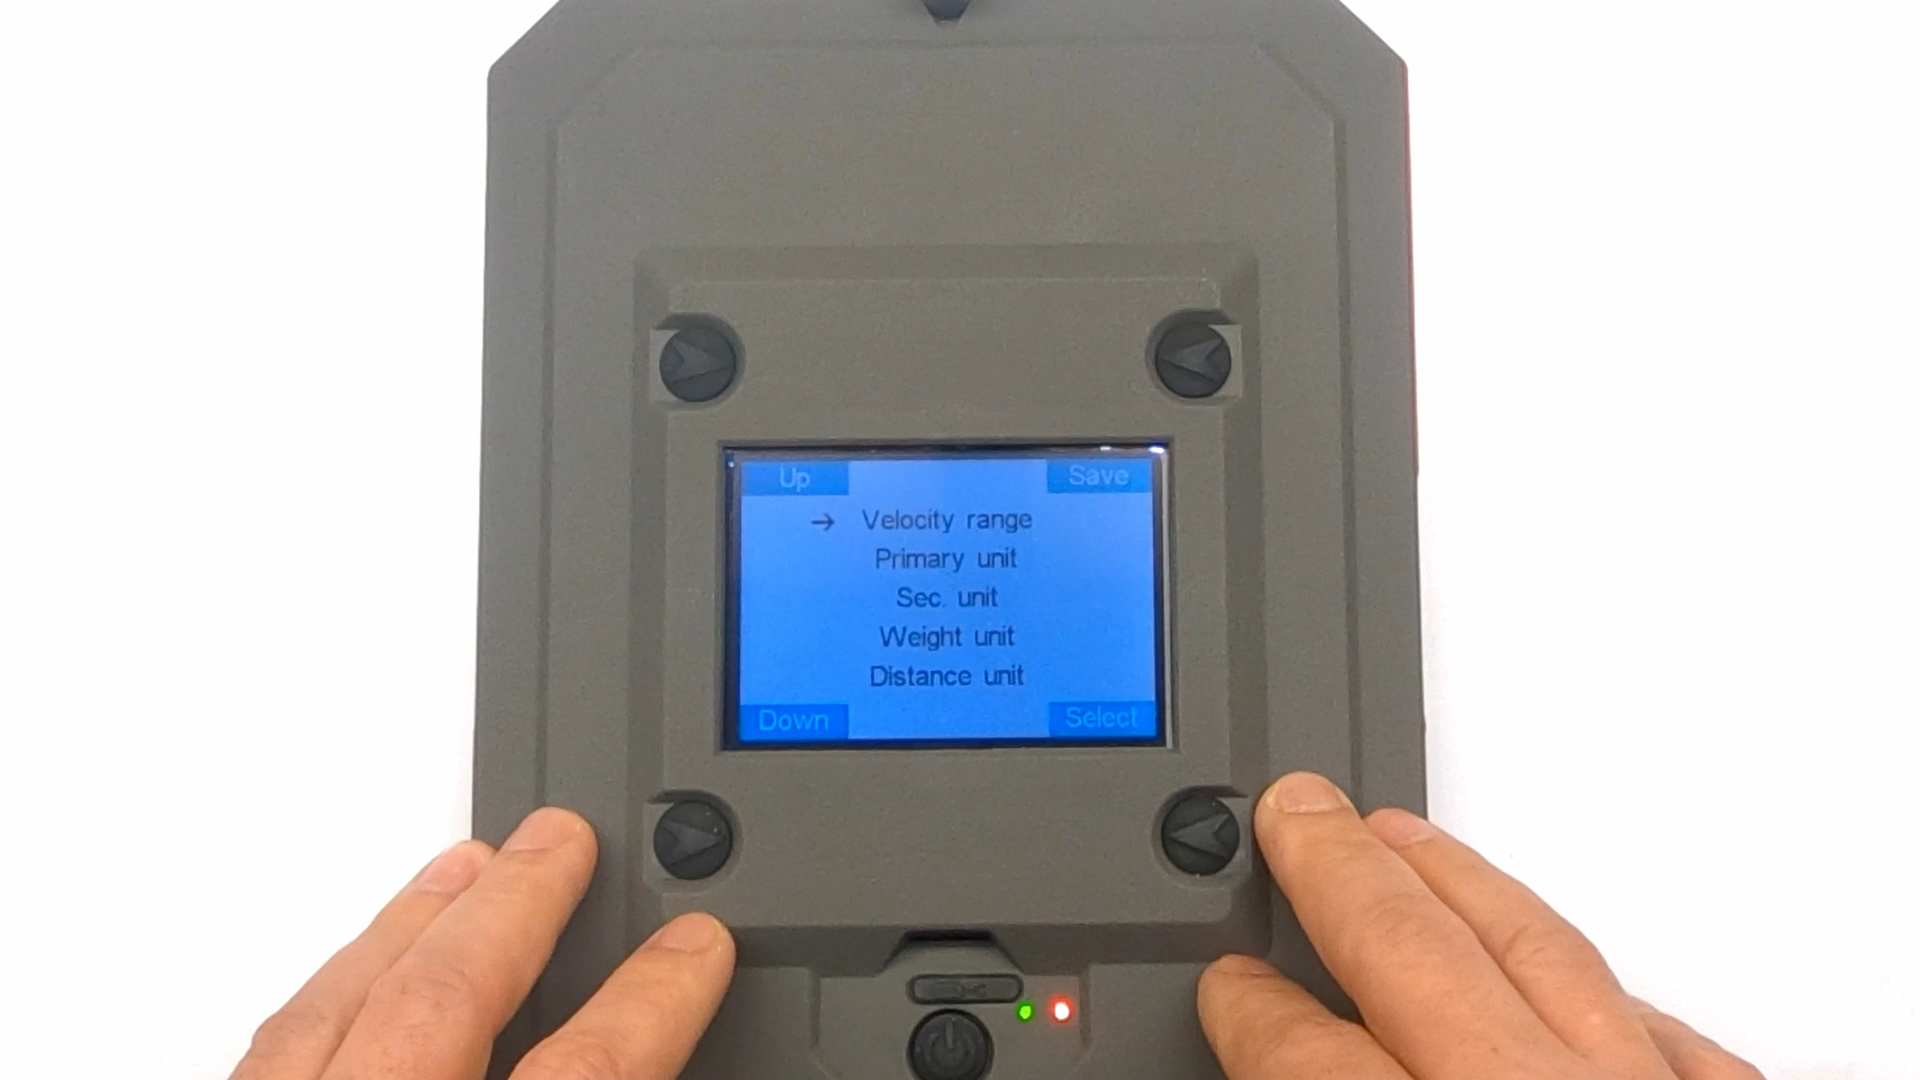 Up
Save
→ Velocity range
Primary unit
Sec. unit
Weight unit
Distance unit
Down
Select